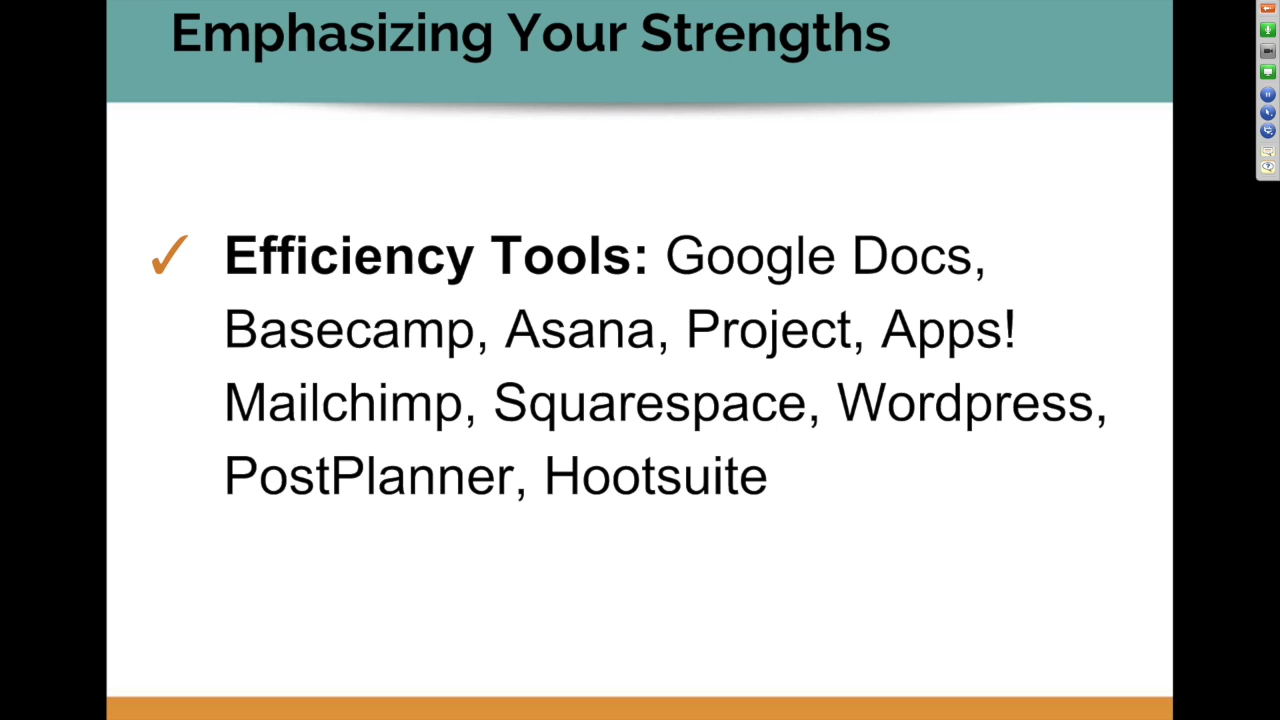 Emphasizing Your Strengths
✓ Efficiency Tools: Google Docs,
Basecamp, Asana, Project, Apps!
Mailchimp, Squarespace, Wordpress,
PostPlanner, Hootsuite